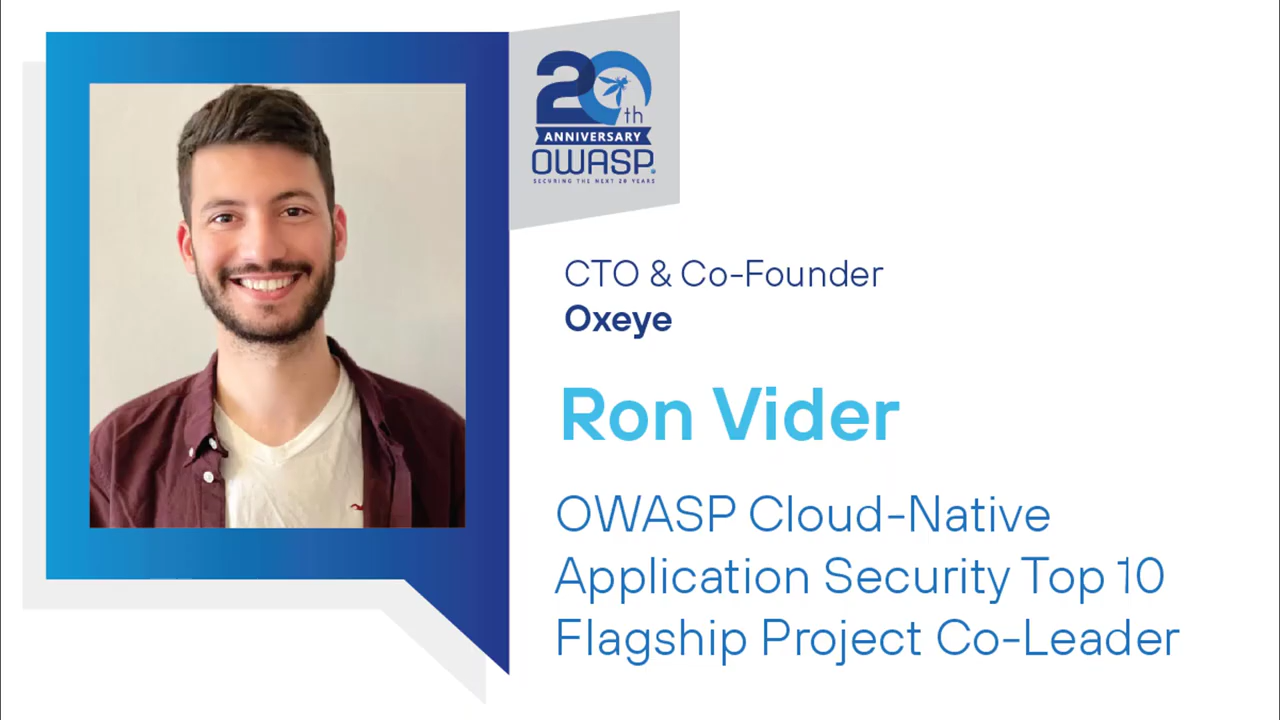 20th
ANNIVERSARY
OWASP.
SECURING THE NEXT 20 YEARS
CTO & Co-Founder
Oxeye
Ron Vider
OWASP Cloud-Native
Application Security Top 10
Flagship Project Co-Leader